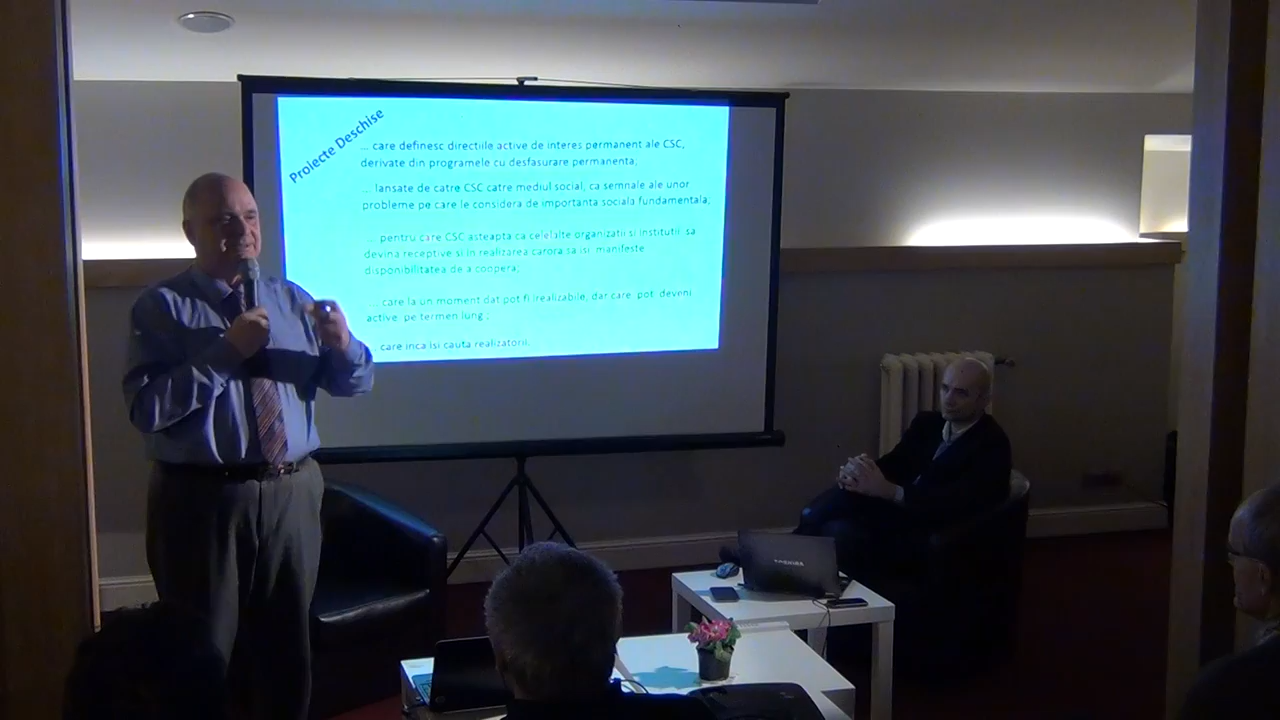 Proiecte Deschise
... care definesc directiile active de interes permanent ale CSC,
derivate din programele cu desfasurare permanenta;
... lansate de catre CSC catre mediul social, ca semnale ale unor
probleme pe care le considera de importanta sociala fundamentala;
... pentru care CSC asteapta ca celelalte organizatii si institutii sa
devina receptive si in realizarea carora sa isi manifeste
disponibilitatea de a coopera;
... care la un moment dat pot fi irealizabile, dar care pot deveni
active pe termen lung ;
... care inca isi cauta realizatorii.